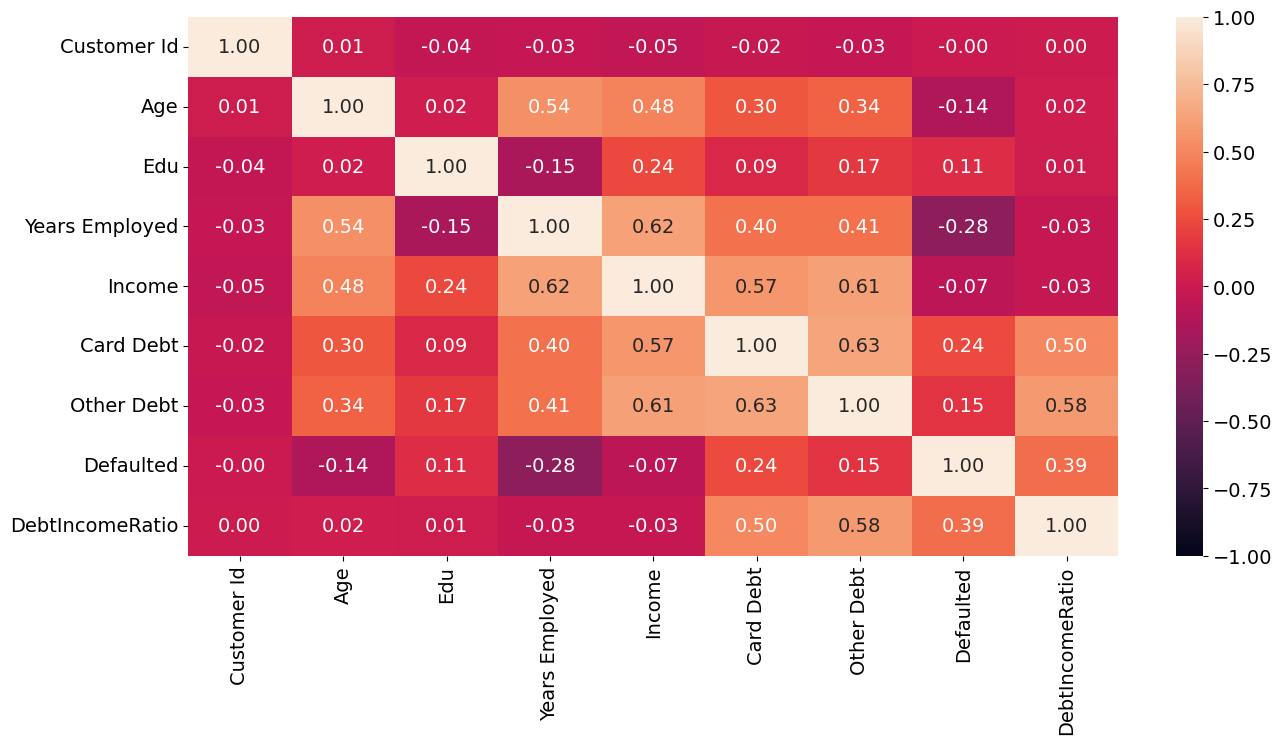 Customer Id 1.00 0.01 -0.04 -0.03 -0.05 -0.02 -0.03 -0.00 0.00
Age 0.01 1.00 0.02 0.54 0.48 0.30 0.34 -0.14 0.02
Edu -0.04 0.02 1.00 -0.15 0.24 0.09 0.17 0.11 0.01
Years Employed -0.03 0.54 -0.15 1.00 0.62 0.40 0.41 -0.28 -0.03
Income -0.05 0.48 0.24 0.62 1.00 0.57 0.61 -0.07 -0.03
Card Debt -0.02 0.30 0.09 0.40 0.57 1.00 0.63 0.24 0.50
Other Debt -0.03 0.34 0.17 0.41 0.61 0.63 1.00 0.15 0.58
Defaulted -0.00 -0.14 0.11 -0.28 -0.07 0.24 0.15 1.00 0.39
DebtIncomeRatio 0.00 0.02 0.01 -0.03 -0.03 0.50 0.58 0.39 1.00
Customer Id
Age
Edu
Years Employed
Income
Card Debt
Other Debt
Defaulted
DebtIncomeRatio
1.00
0.75
0.50
0.25
0.00
−0.25
−0.50
−0.75
−1.00